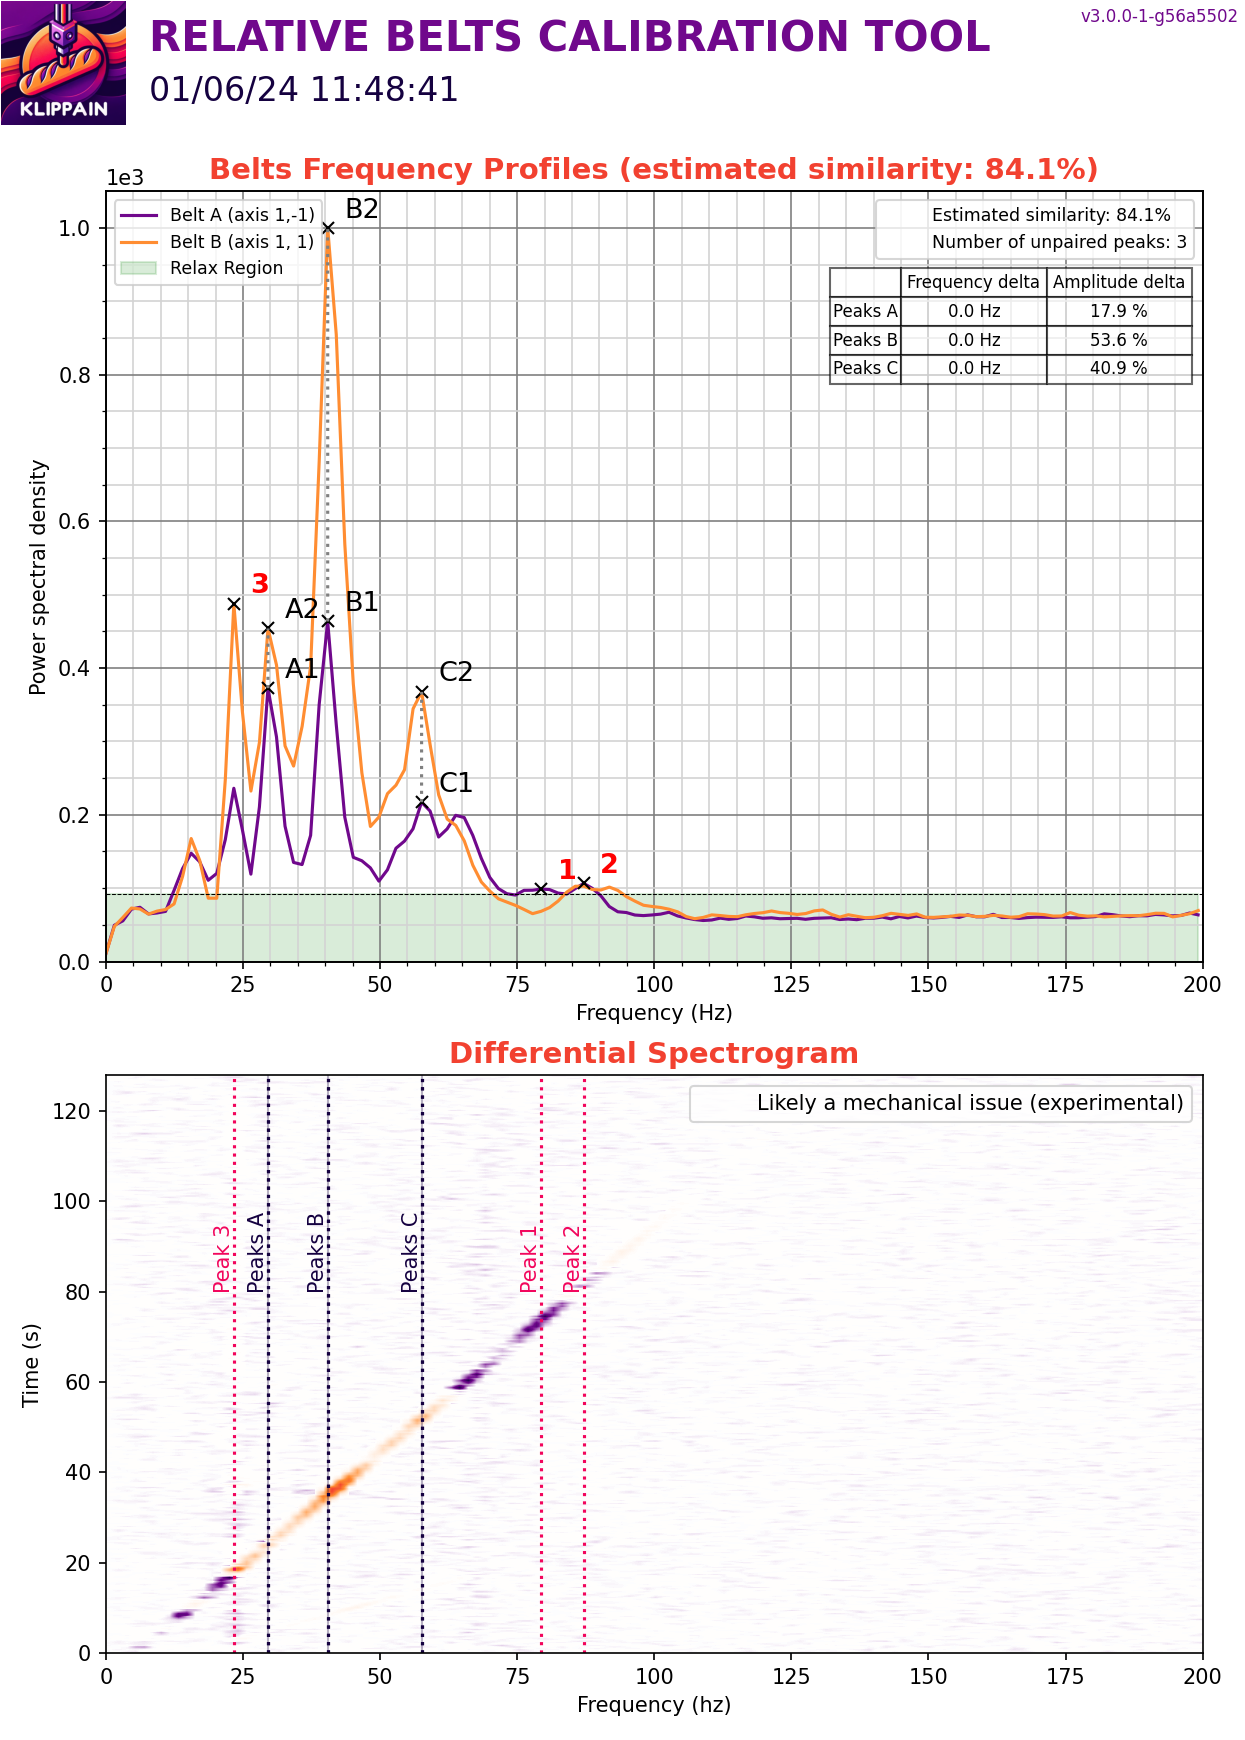 v3.0.0-1-g56a5502
RELATIVE BELTS CALIBRATION TOOL
01/06/24 11:48:41
KLIPPAIN
Belts Frequency Profiles (estimated similarity: 84.1%)
1e3
Belt A (axis 1,-1)
Belt B (axis 1, 1)
Relax Region
Estimated similarity: 84.1%
Number of unpaired peaks: 3
Frequency delta Amplitude delta
Peaks A 0.0 Hz 17.9 %
Peaks B 0.0 Hz 53.6 %
Peaks C 0.0 Hz 40.9 %
B2
3
A2
B1
A1
C2
C1
1
2
Power spectral density
1.0
0.8
0.6
0.4
0.2
0.0
0 25 50 75 100 125 150 175 200
Frequency (Hz)
Differential Spectrogram
Likely a mechanical issue (experimental)
Peak 3
Peaks A
Peaks B
Peaks C
Peak 1
Peak 2
Time (s)
120
100
80
60
40
20
0
0 25 50 75 100 125 150 175 200
Frequency (hz)